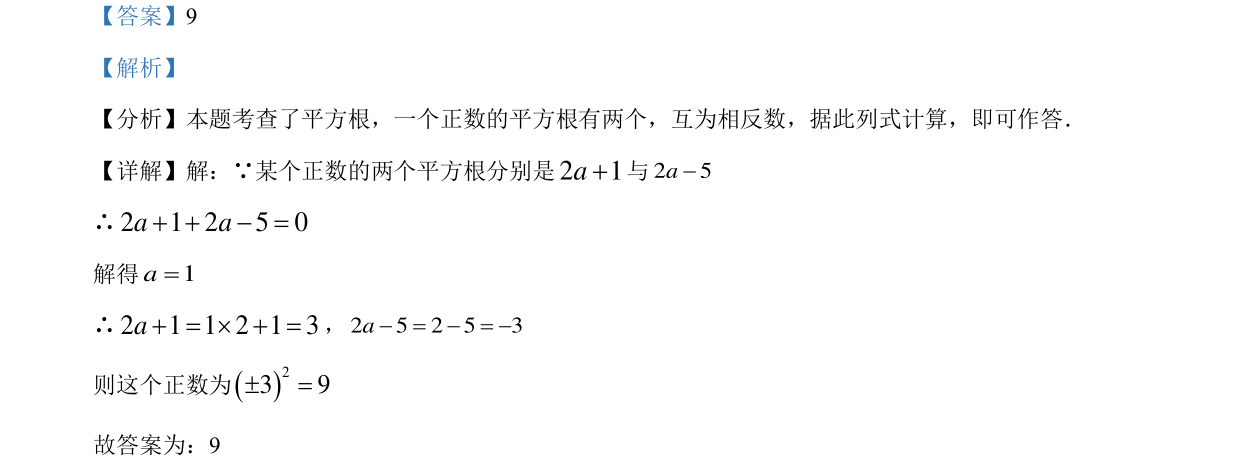 【答案】9
【解析】
【分析】本题考查了平方根，一个正数的平方根有两个，互为相反数，据此列式计算，即可作答．
【详解】解：∵某个正数的两个平方根分别是2a+1与2a−5
∴2a+1+2a−5=0
解得a=1
∴2a+1=1×2+1=3，2a−5=2−5=−3
则这个正数为(±3)²=9
故答案为：9